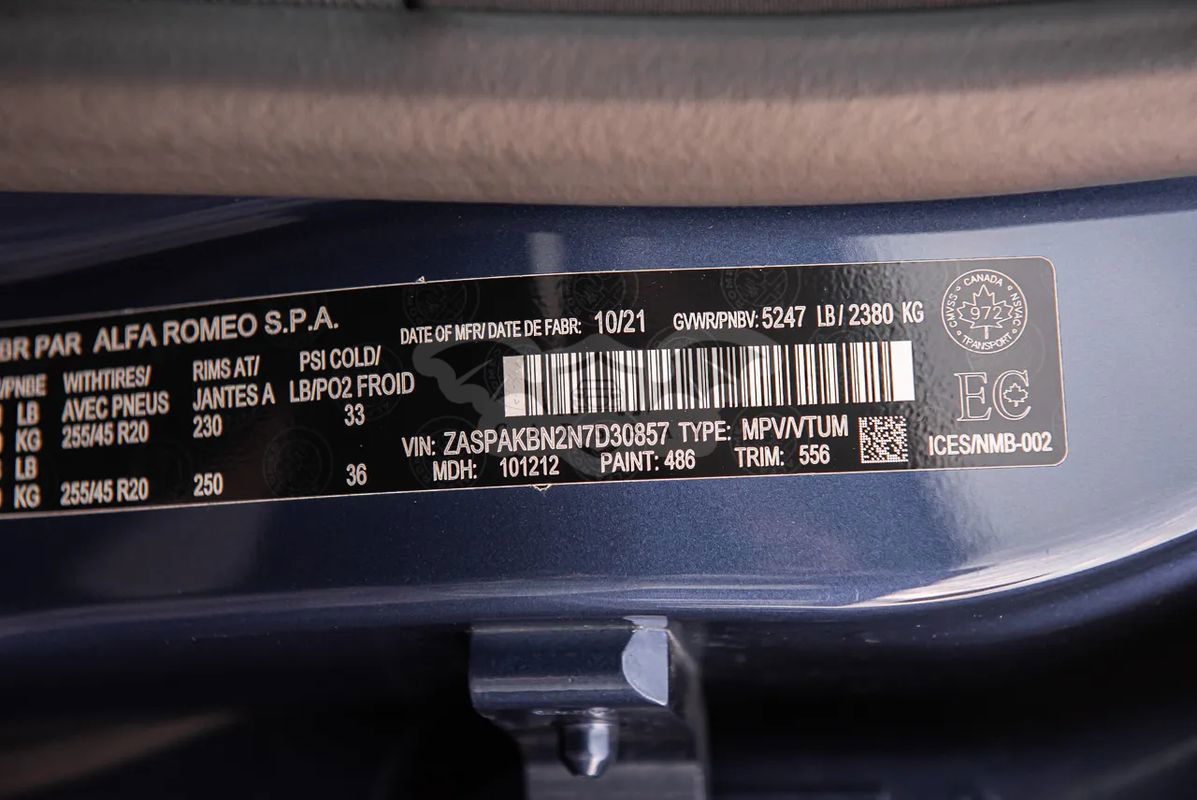 BR PAR ALFA ROMEO S.P.A.
DATE OF MFR/ DATE DE FABR: 10/21 GVWR/PNBV: 5247 LB / 2380 KG
/PNBE WITHTIRES/ RIMS AT/ PSI COLD/
LB AVEC PNEUS JANTES A LB/PO2 FROID
KG 255/45 R20 230 33
LB
KG 255/45 R20 250 36
VIN: ZASPAKBN2N7D30857 TYPE: MPV/VTUM
MDH: 101212 PAINT: 486 TRIM: 556
CANADA
CMVSS 972 NSVAC
TRANSPORT
EC
ICES/NMB-002